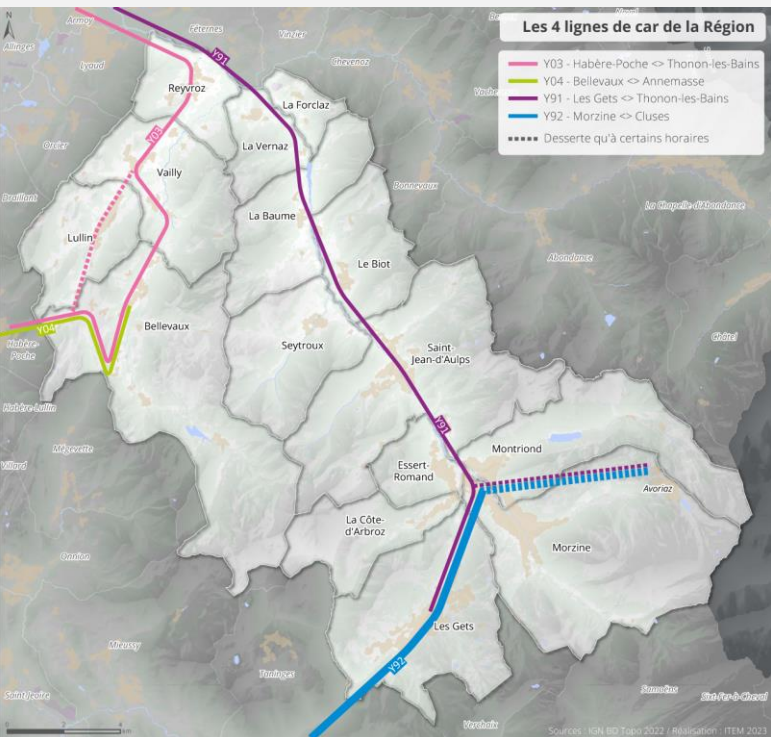 Les 4 lignes de car de la Région
Y03 - Habère-Poche <> Thonon-les-Bains
Y04 - Bellevaux <> Annemasse
Y91 - Les Gets <> Thonon-les-Bains
Y92 - Morzine <> Cluses
Desserte qu'à certains horaires
N
Armoy
Féternes
Vinzier
Allinges
Lyaud
Y91
Chevenoz
Reyvroz
La Forclaz
Y03
Orcier
La Vernaz
Vailly
Bonnevaux
Draillant
La Chapelle-d'Abondance
La Baume
Lullin
Le Biot
Abondance
Y04
Bellevaux
Châtel
Habère-
Poche
Seytroux
Saint-
Jean-d'Aulps
Habère-Lullin
Y91
Mégevette
Montriond
Villard
Essert-
Romand
Avoriaz
La Côte-
d'Arbroz
Morzine
Onnion
Les Gets
Mieussy
Y92
Taninges
Saint-Jeoire
Samoëns
Sixt-Fer-à-Cheval
Verchaix
0 2 4
km
Sources : IGN BD Topo 2022 / Réalisation : ITEM 2023